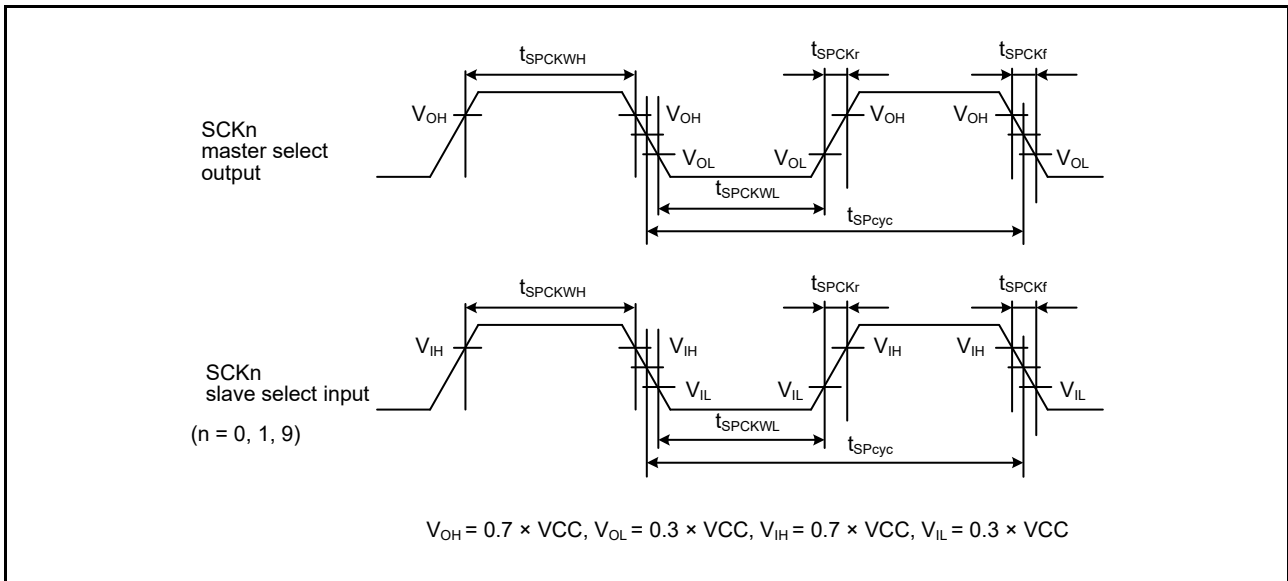 tSPCKWH tSPCKr tSPCKf
VOH VOH VOH VOH
SCKn
master select
output
VOL VOL VOL
tSPCKWL
tSPcyc
tSPCKWH tSPCKr tSPCKf
VIH VIH VIH VIH
SCKn
slave select input
VIL VIL VIL
(n = 0, 1, 9)
tSPCKWL
tSPcyc
VOH = 0.7 × VCC, VOL = 0.3 × VCC, VIH = 0.7 × VCC, VIL = 0.3 × VCC